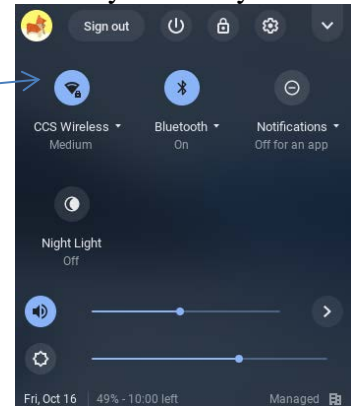 Sign out
CCS Wireless Bluetooth Notifications
Medium On Off for an app
Night Light
Off
Fri, Oct 16 49% - 10:00 left Managed